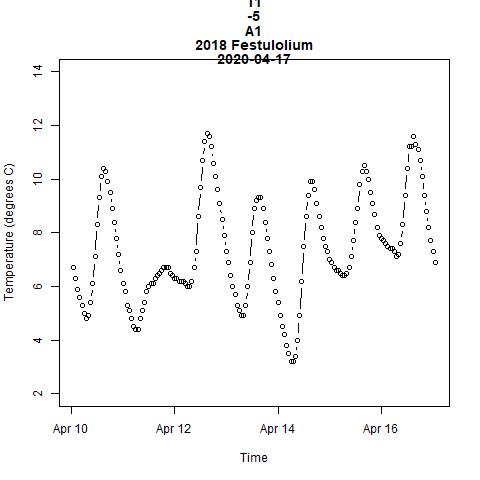 T1
-5
A1
2018 Festulolium
2020-04-17
Temperature (degrees C)
14
12
10
8
6
4
2
Apr 10
Apr 12
Apr 14
Apr 16
Time